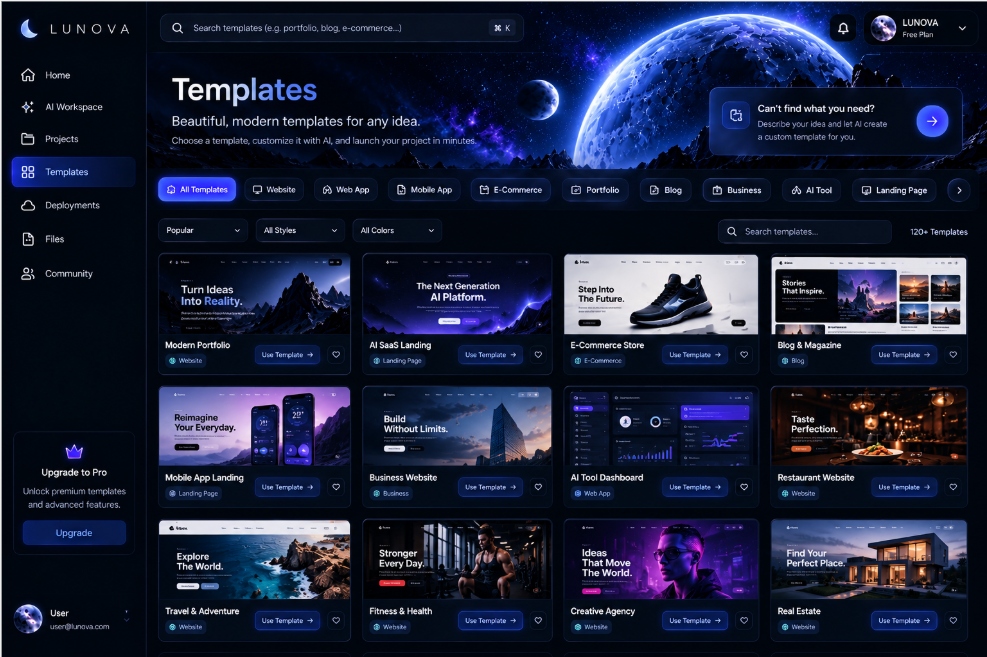 LUNOVA
Search templates (e.g. portfolio, blog, e-commerce...)
⌘ K
LUNOVA
Free Plan
Home
AI Workspace
Projects
Templates
Deployments
Files
Community
Upgrade to Pro
Unlock premium templates
and advanced features.
Upgrade
User
user@lunova.com
Templates
Beautiful, modern templates for any idea.
Choose a template, customize it with AI, and launch your project in minutes.
Can't find what you need?
Describe your idea and let AI create
a custom template for you.
All Templates
Website
Web App
Mobile App
E-Commerce
Portfolio
Blog
Business
AI Tool
Landing Page
Popular
All Styles
All Colors
Search templates...
120+ Templates
Turn Ideas
Into Reality.
Modern Portfolio
Website
Use Template →
The Next Generation
AI Platform.
AI SaaS Landing
Landing Page
Use Template →
Step Into
The Future.
E-Commerce Store
E-Commerce
Use Template →
Stories
That Inspire.
Blog & Magazine
Blog
Use Template →
Reimagine
Your Everyday.
Mobile App Landing
Landing Page
Use Template →
Build
Without Limits.
Business Website
Business
Use Template →
AI Tool Dashboard
Web App
Use Template →
Taste
Perfection.
Restaurant Website
Website
Use Template →
Explore
The World.
Travel & Adventure
Website
Use Template →
Stronger
Every Day.
Fitness & Health
Website
Use Template →
Ideas
That Move
The World.
Creative Agency
Website
Use Template →
Find Your
Perfect Place.
Real Estate
Website
Use Template →